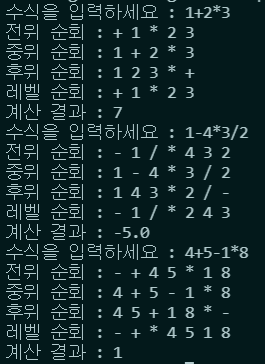 수식을 입력하세요 : 1+2*3
전위 순회 : + 1 * 2 3
중위 순회 : 1 + 2 * 3
후위 순회 : 1 2 3 * +
레벨 순회 : + 1 * 2 3
계산 결과 : 7
수식을 입력하세요 : 1-4*3/2
전위 순회 : - 1 / * 4 3 2
중위 순회 : 1 - 4 * 3 / 2
후위 순회 : 1 4 3 * 2 / -
레벨 순회 : - 1 / * 2 4 3
계산 결과 : -5.0
수식을 입력하세요 : 4+5-1*8
전위 순회 : - + 4 5 * 1 8
중위 순회 : 4 + 5 - 1 * 8
후위 순회 : 4 5 + 1 8 * -
레벨 순회 : - + * 4 5 1 8
계산 결과 : 1